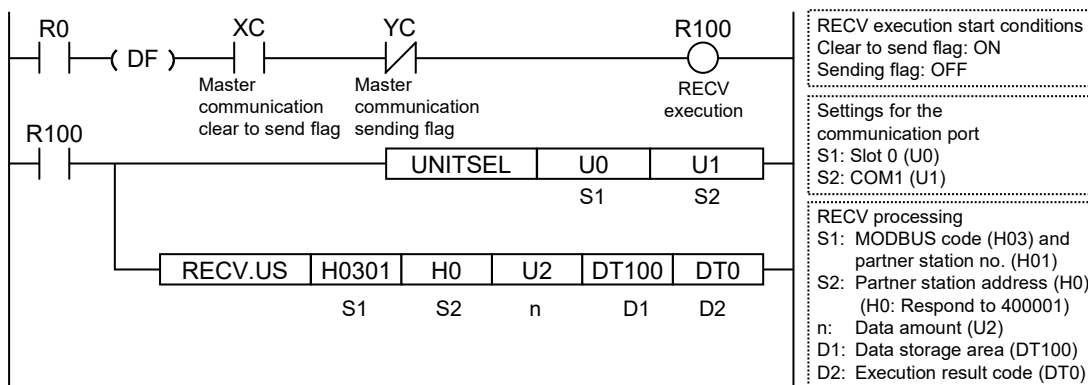 R0
XC
YC
R100
( DF )
Master
communication
clear to send flag
Master
communication
sending flag
RECV
execution
R100
UNITSEL U0 U1
S1 S2
RECV.US H0301 H0 U2 DT100 DT0
S1 S2 n D1 D2
RECV execution start conditions
Clear to send flag: ON
Sending flag: OFF
Settings for the
communication port
S1: Slot 0 (U0)
S2: COM1 (U1)
RECV processing
S1: MODBUS code (H03) and
partner station no. (H01)
S2: Partner station address (H0)
(H0: Respond to 400001)
n: Data amount (U2)
D1: Data storage area (DT100)
D2: Execution result code (DT0)